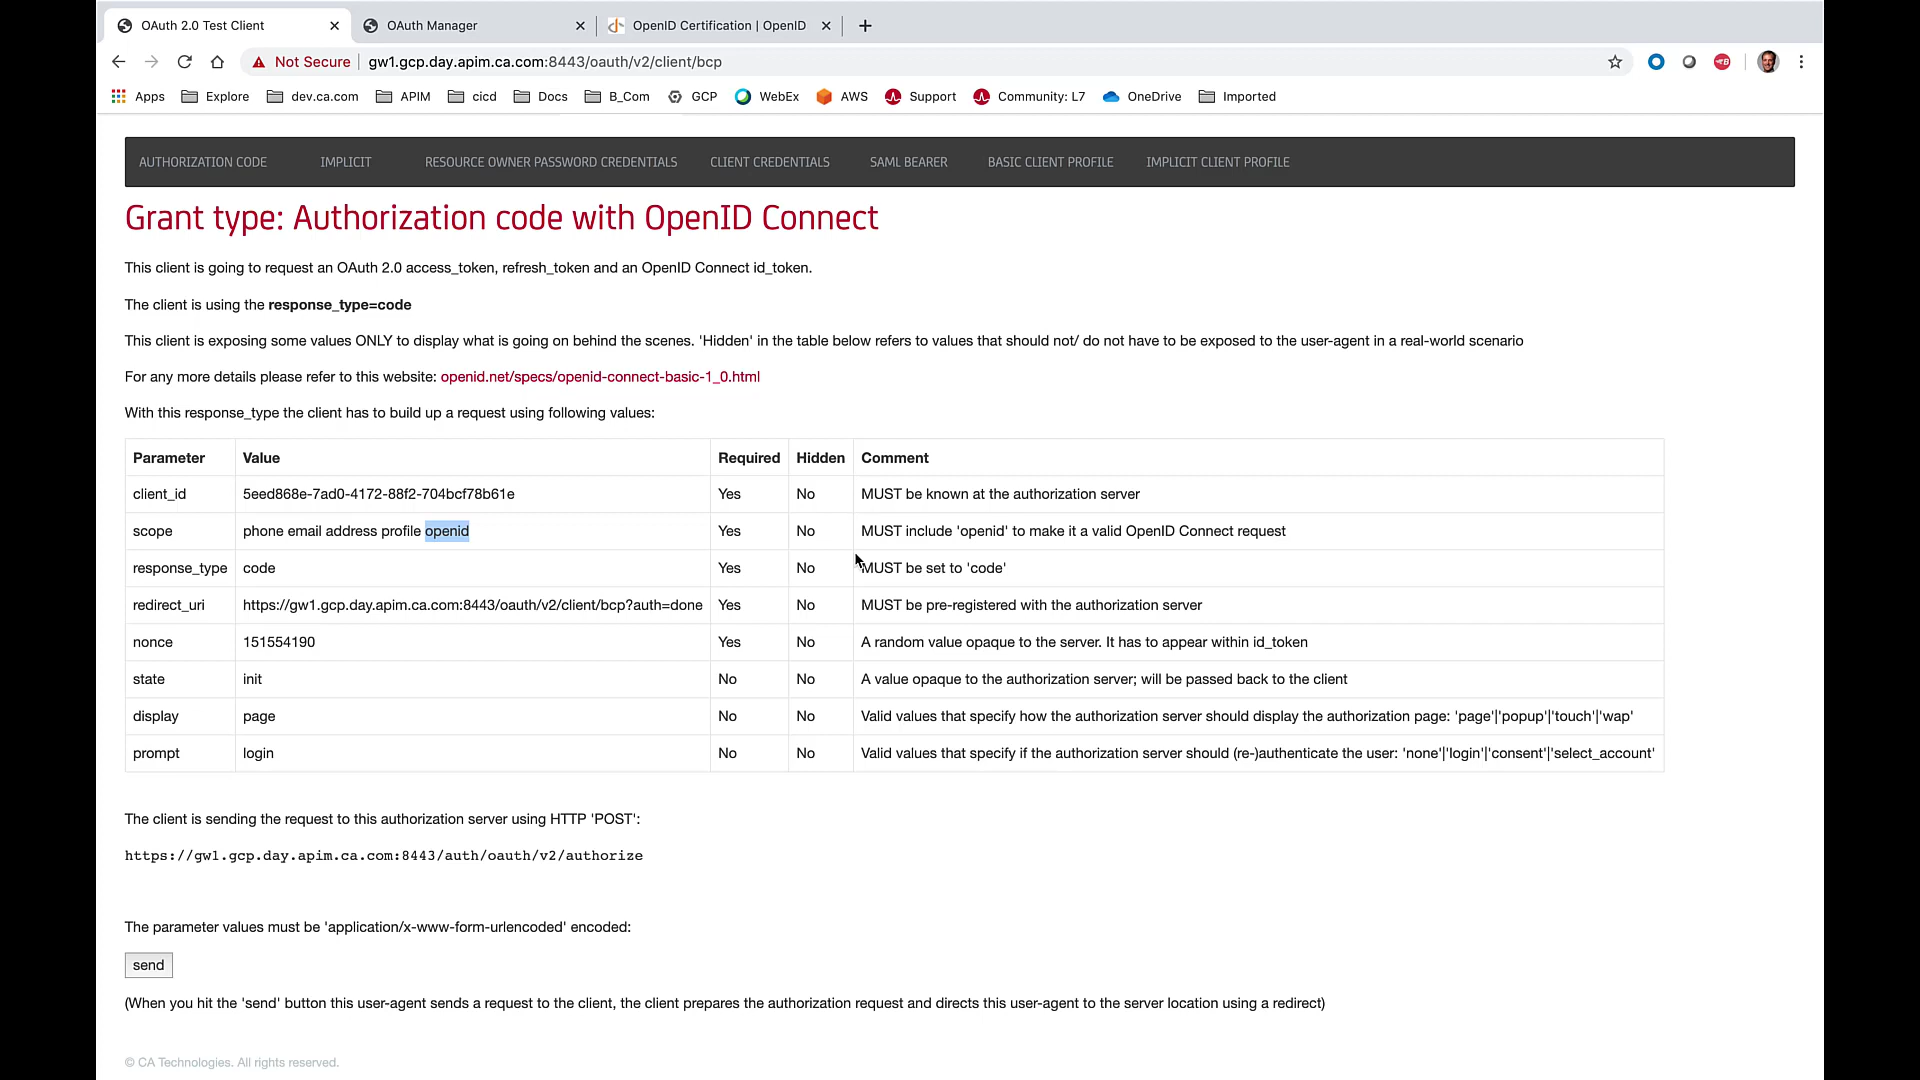 OAuth 2.0 Test Client
OAuth Manager
OpenID Certification | OpenID
Not Secure gw1.gcp.day.apim.ca.com:8443/oauth/v2/client/bcp
Apps Explore dev.ca.com APIM cicd Docs B_Com GCP WebEx AWS Support Community: L7 OneDrive Imported
AUTHORIZATION CODE IMPLICIT RESOURCE OWNER PASSWORD CREDENTIALS CLIENT CREDENTIALS SAML BEARER BASIC CLIENT PROFILE IMPLICIT CLIENT PROFILE
Grant type: Authorization code with OpenID Connect
This client is going to request an OAuth 2.0 access_token, refresh_token and an OpenID Connect id_token.
The client is using the response_type=code
This client is exposing some values ONLY to display what is going on behind the scenes. 'Hidden' in the table below refers to values that should not/ do not have to be exposed to the user-agent in a real-world scenario
For any more details please refer to this website: openid.net/specs/openid-connect-basic-1_0.html
With this response_type the client has to build up a request using following values:
Parameter Value Required Hidden Comment
client_id 5eed868e-7ad0-4172-88f2-704bcf78b61e Yes No MUST be known at the authorization server
scope phone email address profile openid Yes No MUST include 'openid' to make it a valid OpenID Connect request
response_type code Yes No MUST be set to 'code'
redirect_uri https://gw1.gcp.day.apim.ca.com:8443/oauth/v2/client/bcp?auth=done Yes No MUST be pre-registered with the authorization server
nonce 151554190 Yes No A random value opaque to the server. It has to appear within id_token
state init No No A value opaque to the authorization server; will be passed back to the client
display page No No Valid values that specify how the authorization server should display the authorization page: 'page'|'popup'|'touch'|'wap'
prompt login No No Valid values that specify if the authorization server should (re-)authenticate the user: 'none'|'login'|'consent'|'select_account'
The client is sending the request to this authorization server using HTTP 'POST':
https://gw1.gcp.day.apim.ca.com:8443/auth/oauth/v2/authorize
The parameter values must be 'application/x-www-form-urlencoded' encoded:
send
(When you hit the 'send' button this user-agent sends a request to the client, the client prepares the authorization request and directs this user-agent to the server location using a redirect)
© CA Technologies. All rights reserved.